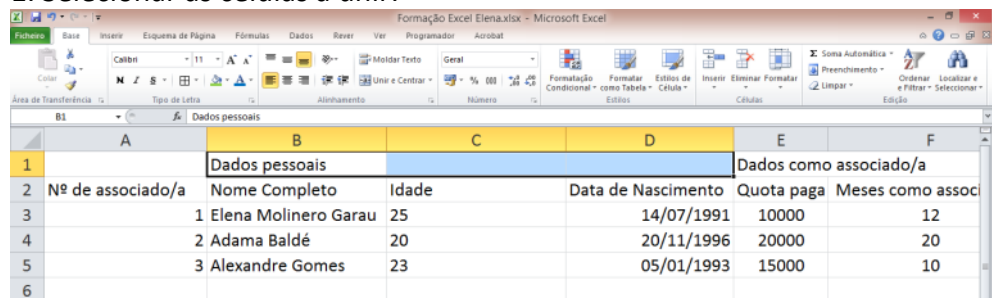 Formação Excel Elena.xlsx - Microsoft Excel
Ficheiro Base Inserir Esquema de Página Fórmulas Dados Rever Ver Programador Acrobat
Colar Calibri 11 A A Moldar Texto Geral Soma Automática
N I S Unir e Centrar % 000 Formatação Condicional Formatar como Tabela Estilos de Célula Inserir Eliminar Formatar Preenchimento Limpar Ordenar e Filtrar Localizar e Seleccionar
Área de Transferência Tipo de Letra Alinhamento Número Estilos Células Edição
B1 fx Dados pessoais
A B C D E F
1 Dados pessoais Dados como associado/a
2 Nº de associado/a Nome Completo Idade Data de Nascimento Quota paga Meses como associ
3 1 Elena Molinero Garau 25 14/07/1991 10000 12
4 2 Adama Baldé 20 20/11/1996 20000 20
5 3 Alexandre Gomes 23 05/01/1993 15000 10
6